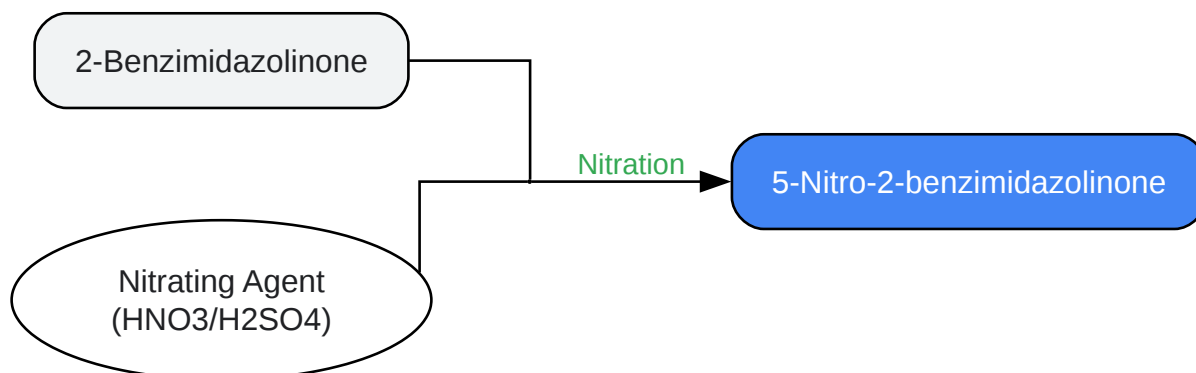 2-Benzimidazolinone
Nitration
5-Nitro-2-benzimidazolinone
Nitrating Agent
(HNO3/H2SO4)